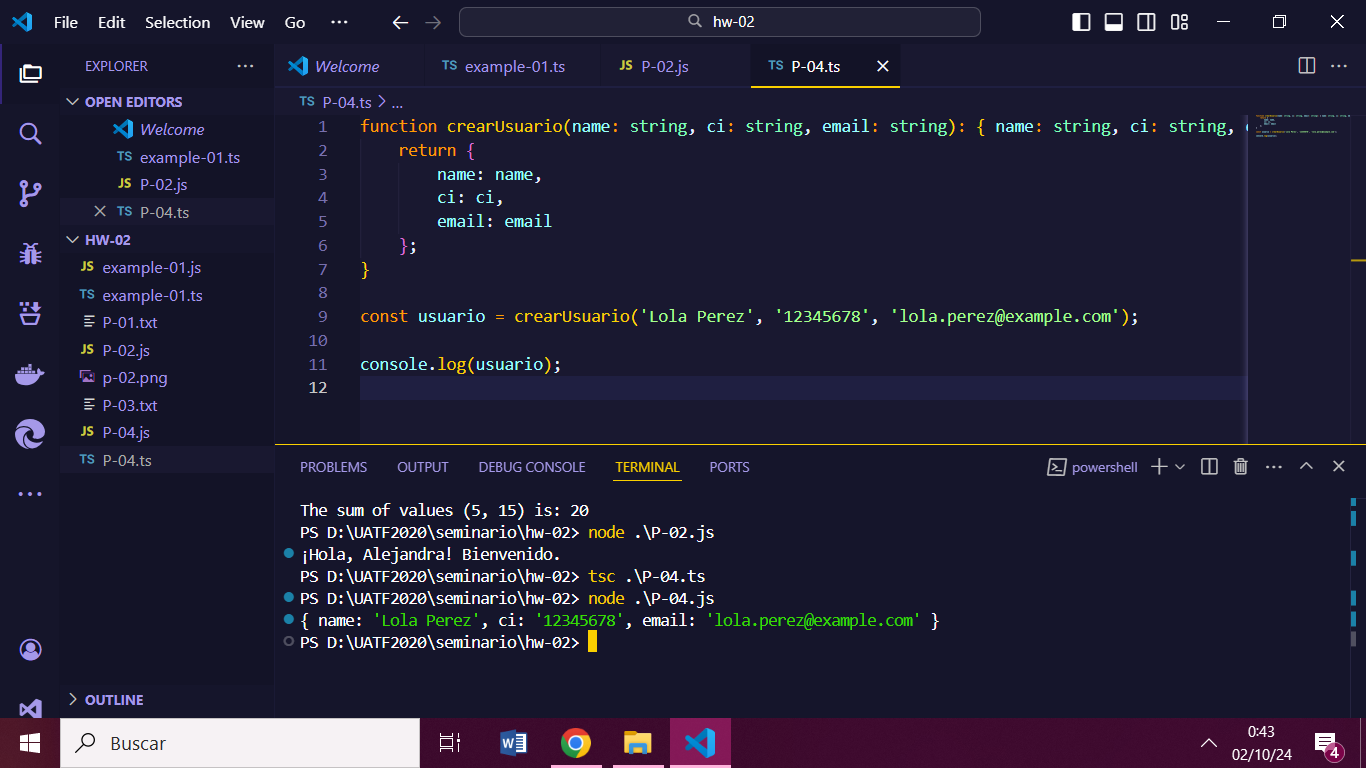 File Edit Selection View Go ··· hw-02
EXPLORER ···
OPEN EDITORS
Welcome
TS example-01.ts
JS P-02.js
TS P-04.ts
HW-02
JS example-01.js
TS example-01.ts
P-01.txt
JS P-02.js
p-02.png
P-03.txt
JS P-04.js
TS P-04.ts
OUTLINE
Welcome TS example-01.ts JS P-02.js TS P-04.ts
TS P-04.ts > ...
1 function crearUsuario(name: string, ci: string, email: string): { name: string, ci: string,
2 return {
3 name: name,
4 ci: ci,
5 email: email
6 };
7 }
8
9 const usuario = crearUsuario('Lola Perez', '12345678', 'lola.perez@example.com');
10
11 console.log(usuario);
12
PROBLEMS OUTPUT DEBUG CONSOLE TERMINAL PORTS powershell
The sum of values (5, 15) is: 20
PS D:\UATF2020\seminario\hw-02> node .\P-02.js
¡Hola, Alejandra! Bienvenido.
PS D:\UATF2020\seminario\hw-02> tsc .\P-04.ts
PS D:\UATF2020\seminario\hw-02> node .\P-04.js
{ name: 'Lola Perez', ci: '12345678', email: 'lola.perez@example.com' }
PS D:\UATF2020\seminario\hw-02>
Buscar
0:43
02/10/24
4